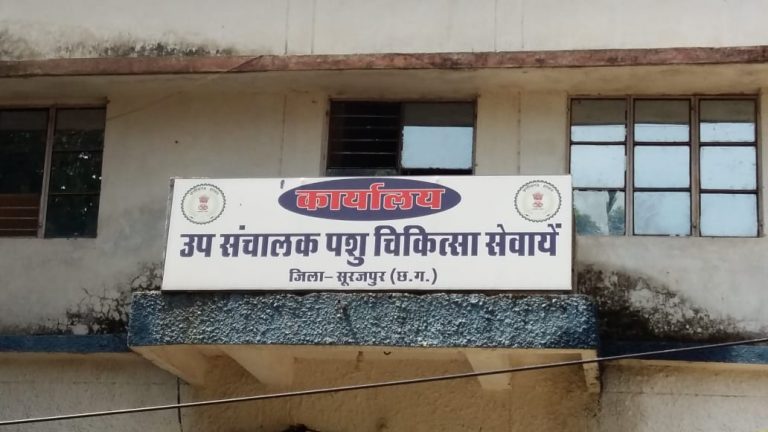 कार्यालय
उप संचालक पशु चिकित्सा सेवायें
जिला– सूरजपुर (छ.ग.)